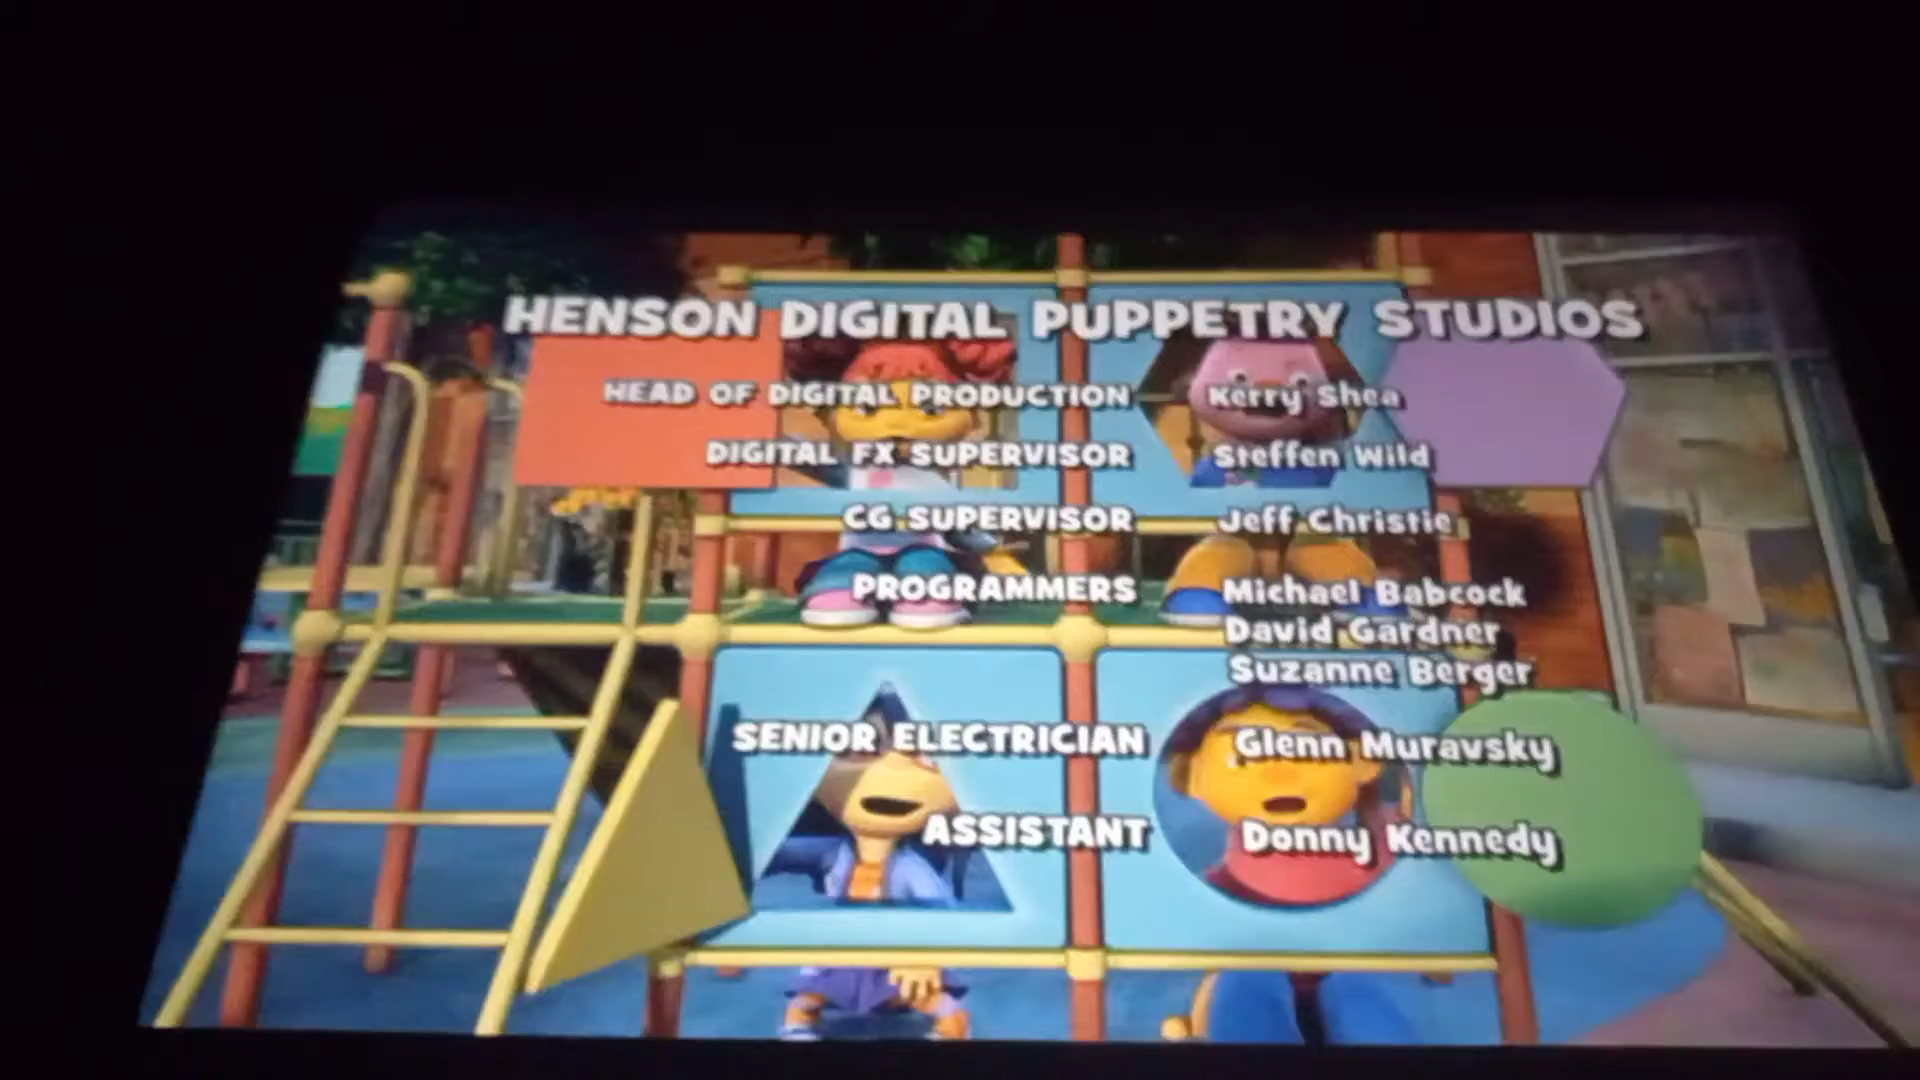 HENSON DIGITAL PUPPETRY STUDIOS
HEAD OF DIGITAL PRODUCTION Kerry Shea
DIGITAL FX SUPERVISOR Steffen Wild
CG SUPERVISOR Jeff Christie
PROGRAMMERS Michael Babcock
David Gardner
Suzanne Berger
SENIOR ELECTRICIAN Glenn Muravsky
ASSISTANT Donny Kennedy